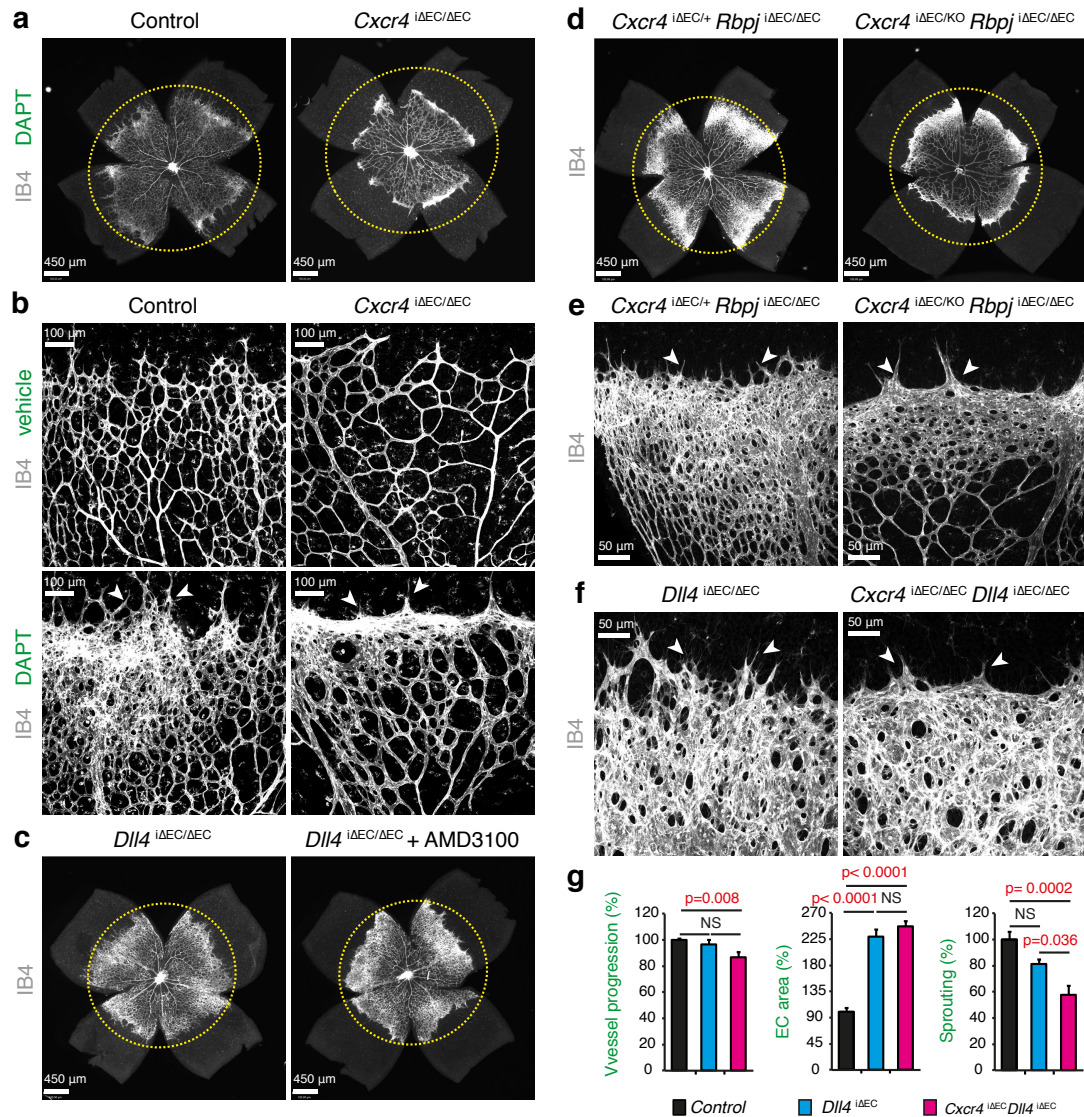 a
Control
Cxcr4 iΔEC/ΔEC
IB4 DAPT
450 µm
450 µm
b
Control
Cxcr4 iΔEC/ΔEC
IB4 vehicle
100 µm
100 µm
IB4 DAPT
100 µm
100 µm
c
Dll4 iΔEC/ΔEC
Dll4 iΔEC/ΔEC + AMD3100
IB4
450 µm
450 µm
d
Cxcr4 iΔEC/+ Rbpj iΔEC/ΔEC
Cxcr4 iΔEC/KO Rbpj iΔEC/ΔEC
IB4
450 µm
450 µm
e
Cxcr4 iΔEC/+ Rbpj iΔEC/ΔEC
Cxcr4 iΔEC/KO Rbpj iΔEC/ΔEC
IB4
50 µm
50 µm
f
Dll4 iΔEC/ΔEC
Cxcr4 iΔEC/ΔEC Dll4 iΔEC/ΔEC
IB4
50 µm
50 µm
g
Vvessel progression (%)
120
100
80
60
40
20
0
p=0.008
NS
EC area (%)
270
225
180
135
90
45
0
p< 0.0001
p< 0.0001
NS
Sprouting (%)
120
100
80
60
40
20
0
p= 0.0002
NS
p=0.036
Control
Dll4 iΔEC
Cxcr4 iΔEC Dll4 iΔEC